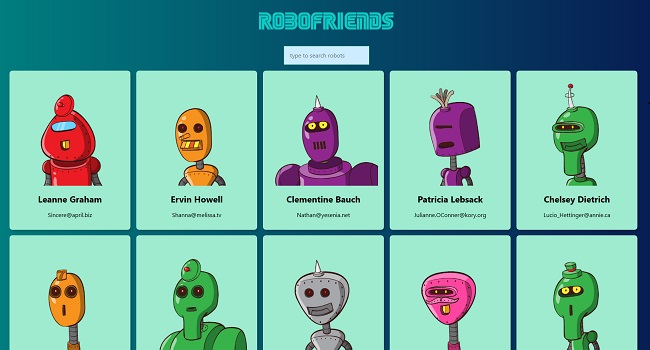 ROBOFRIENDS
type to search robots
Leanne Graham
Sincere@april.biz
Ervin Howell
Shanna@melissa.tv
Clementine Bauch
Nathan@yesenia.net
Patricia Lebsack
Julianne.OConner@kory.org
Chelsey Dietrich
Lucio_Hettinger@annie.ca